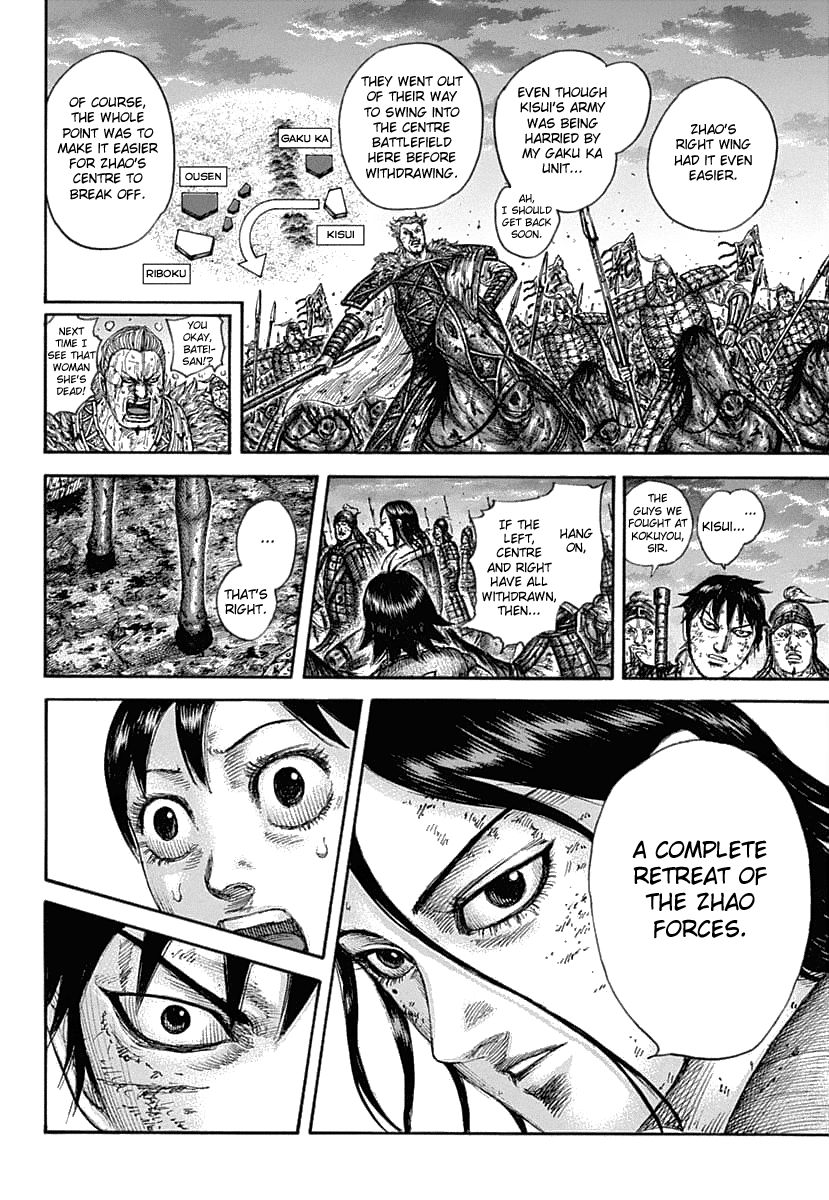 ZHAO'S
RIGHT WING
HAD IT EVEN
EASIER.
EVEN THOUGH
KISUI'S ARMY
WAS BEING
HARRIED BY
MY GAKU KA
UNIT...
AH,
I SHOULD
GET BACK
SOON.
THEY WENT OUT
OF THEIR WAY
TO SWING INTO
THE CENTRE
BATTLEFIELD
HERE BEFORE
WITHDRAWING.
GAKU KA
OUSEN
KISUI
RIBOKU
OF COURSE,
THE WHOLE
POINT WAS TO
MAKE IT EASIER
FOR ZHAO'S
CENTRE TO
BREAK OFF.
YOU
OKAY,
BATEI-
SAN!?
NEXT
TIME I
SEE THAT
WOMAN
SHE'S
DEAD!
...
KISUI...
THE
GUYS WE
FOUGHT AT
KOKUYOU,
SIR.
HANG
ON,
IF THE
LEFT,
CENTRE
AND RIGHT
HAVE ALL
WITHDRAWN,
THEN...
...
THAT'S
RIGHT.
A COMPLETE
RETREAT OF
THE ZHAO
FORCES.